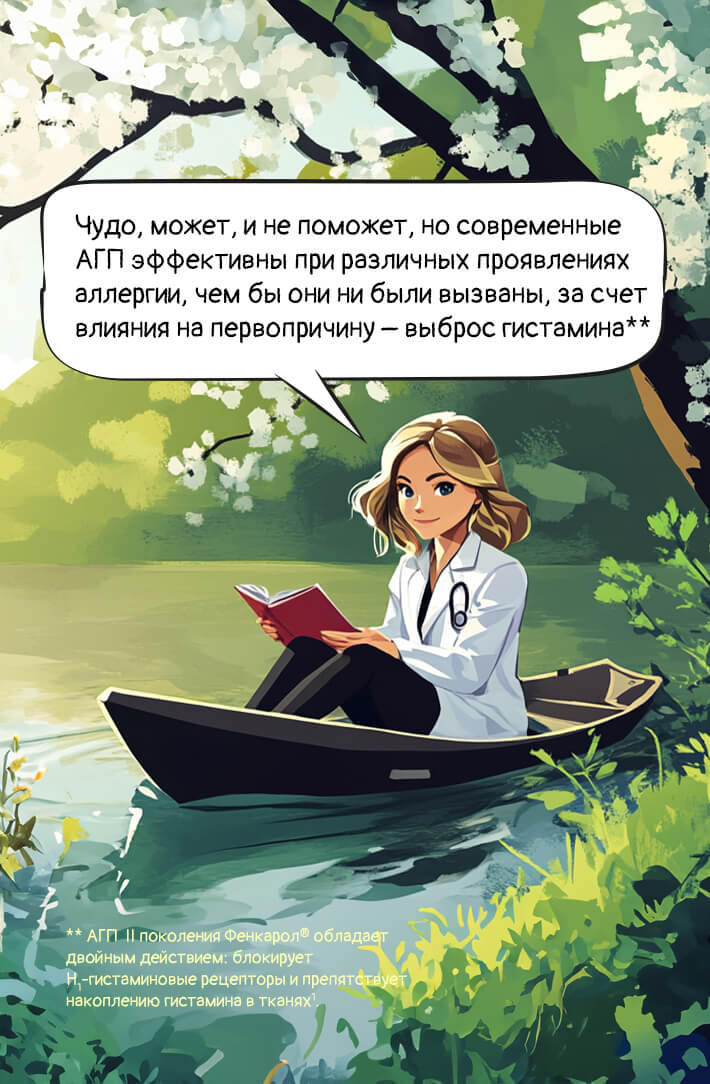 Чудо, может, и не поможет, но современные
АГП эффективны при различных проявлениях
аллергии, чем бы они ни были вызваны, за счет
влияния на первопричину – выброс гистамина**
** АГП II поколения Фенкарол® обладает
двойным действием: блокирует
H₁-гистаминовые рецепторы и препятствует
накоплению гистамина в тканях¹.